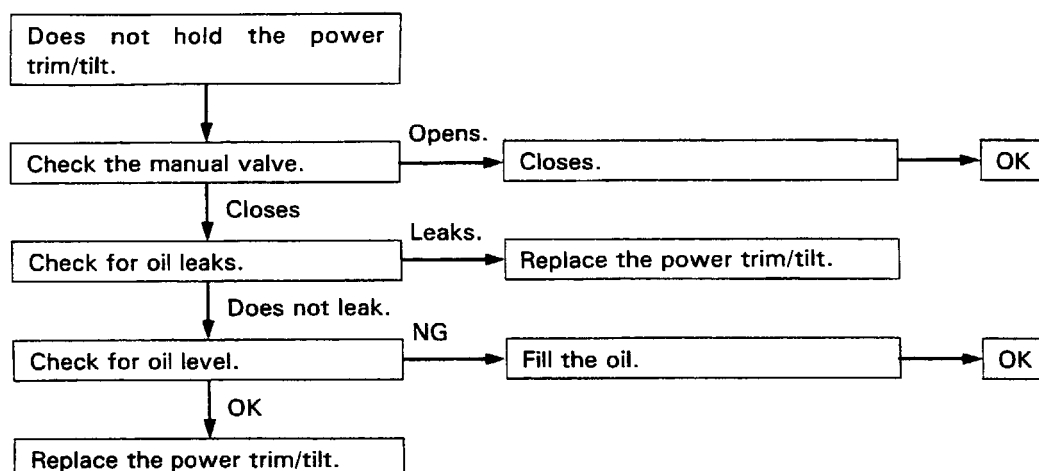 Does not hold the power
trim/tilt.
Opens.
Check the manual valve.
Closes.
OK
Closes
Leaks.
Check for oil leaks.
Replace the power trim/tilt.
Does not leak.
NG
Check for oil level.
Fill the oil.
OK
OK
Replace the power trim/tilt.